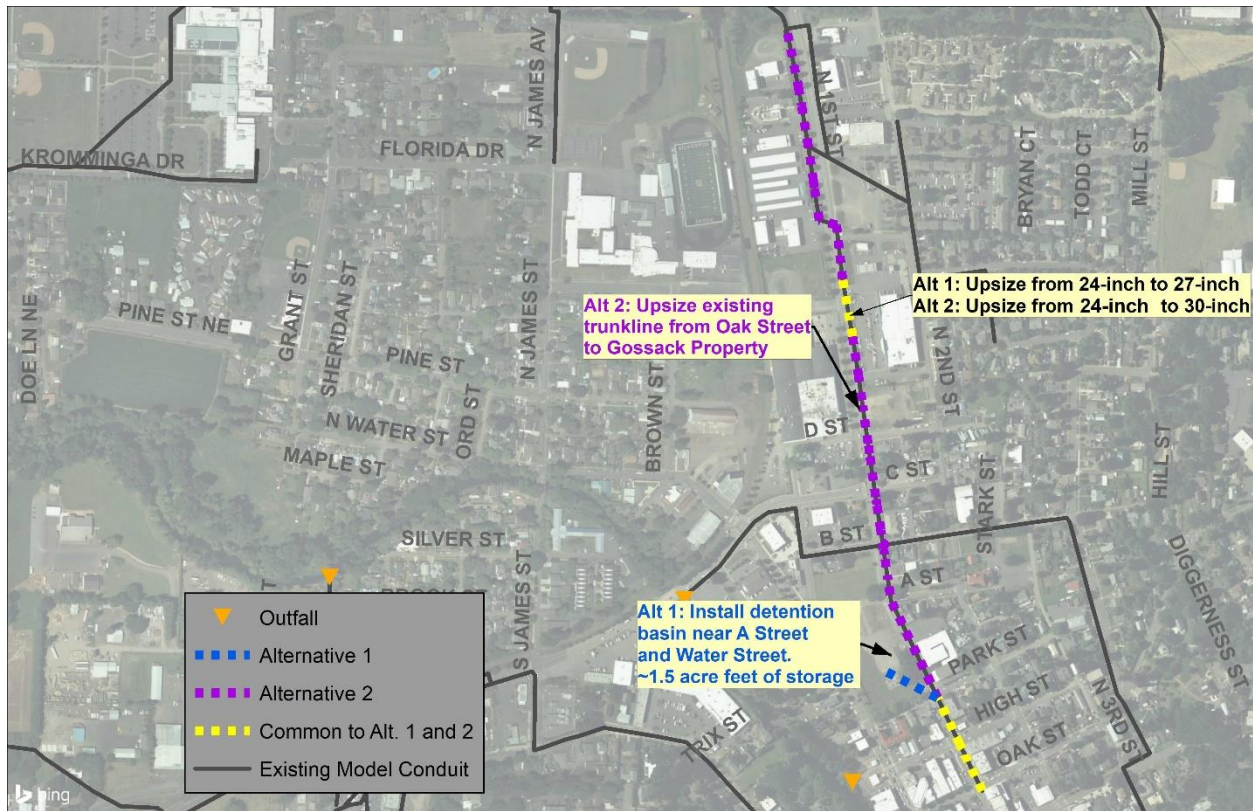 N JAMES AV
N 1ST ST
KROMMINGA DR
FLORIDA DR
BRYAN CT
TODD CT
MILL ST
Alt 1: Upsize from 24-inch to 27-inch
Alt 2: Upsize from 24-inch to 30-inch
Alt 2: Upsize existing
trunkline from Oak Street
to Gossack Property
DOE LN NE
PINE ST NE
GRANT ST
SHERIDAN ST
PINE ST
N JAMES ST
N 2ND ST
N WATER ST
ORD ST
BROWN ST
D ST
MAPLE ST
C ST
STARK ST
HILL ST
B ST
SILVER ST
A ST
DIGGERNESS ST
S JAMES ST
Alt 1: Install detention
basin near A Street
and Water Street.
~1.5 acre feet of storage
PARK ST
HIGH ST
N 3RD ST
OAK ST
TRIX ST
Outfall
Alternative 1
Alternative 2
Common to Alt. 1 and 2
Existing Model Conduit
bing